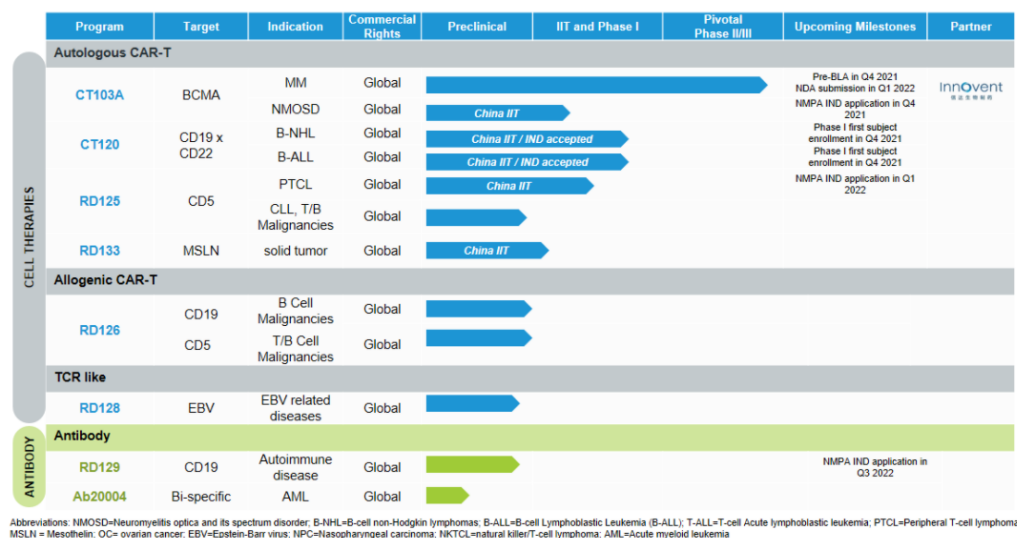 Program Target Indication Commercial Rights Preclinical IIT and Phase I Pivotal Phase II/III Upcoming Milestones Partner
CELL THERAPIES
Autologous CAR-T
CT103A BCMA MM Global Pre-BLA in Q4 2021 NDA submission in Q1 2022 Innovent
NMOSD Global China IIT NMPA IND application in Q4 2021
CT120 CD19 x CD22 B-NHL Global China IIT / IND accepted Phase I first subject enrollment in Q4 2021
B-ALL Global China IIT / IND accepted Phase I first subject enrollment in Q4 2021
RD125 CD5 PTCL Global China IIT NMPA IND application in Q1 2022
CLL, T/B Malignancies Global
RD133 MSLN solid tumor Global China IIT
Allogenic CAR-T
RD126 CD19 B Cell Malignancies Global
CD5 T/B Cell Malignancies Global
TCR like
RD128 EBV EBV related diseases Global
ANTIBODY
Antibody
RD129 CD19 Autoimmune disease Global NMPA IND application in Q3 2022
Ab20004 Bi-specific AML Global
Abbreviations: NMOSD=Neuromyelitis optica and its spectrum disorder; B-NHL=B-cell non-Hodgkin lymphomas; B-ALL=B-cell Lymphoblastic Leukemia (B-ALL); T-ALL=T-cell Acute lymphoblastic leukemia; PTCL=Peripheral T-cell lymphoma
MSLN = Mesothelin; OC= ovarian cancer; EBV=Epstein-Barr virus; NPC=Nasopharyngeal carcinoma; NKTCL=natural killer/T-cell lymphoma; AML=Acute myeloid leukemia